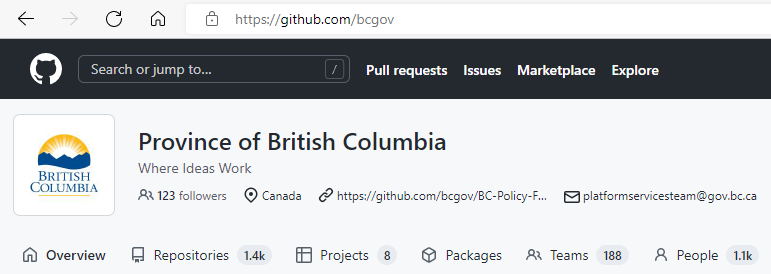 https://github.com/bcgov
Search or jump to... / Pull requests Issues Marketplace Explore
BRITISH
COLUMBIA
Province of British Columbia
Where Ideas Work
123 followers Canada https://github.com/bcgov/BC-Policy-F... platformservicesteam@gov.bc.ca
Overview Repositories 1.4k Projects 8 Packages Teams 188 People 1.1k